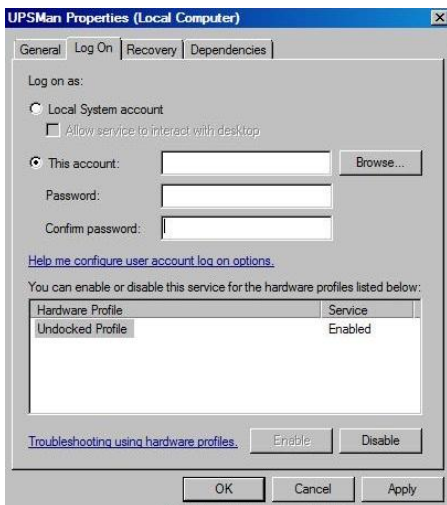 UPSMan Properties (Local Computer)
General Log On Recovery Dependencies
Log on as:
Local System account
Allow service to interact with desktop
This account: Browse...
Password:
Confirm password:
Help me configure user account log on options.
You can enable or disable this service for the hardware profiles listed below:
Hardware Profile Service
Undocked Profile Enabled
Troubleshooting using hardware profiles. Enable Disable
OK Cancel Apply